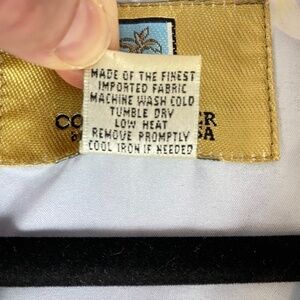 MADE OF THE FINEST
IMPORTED FABRIC
MACHINE WASH COLD
TUMBLE DRY
LOW HEAT
REMOVE PROMPTLY
COOL IRON IF NEEDED